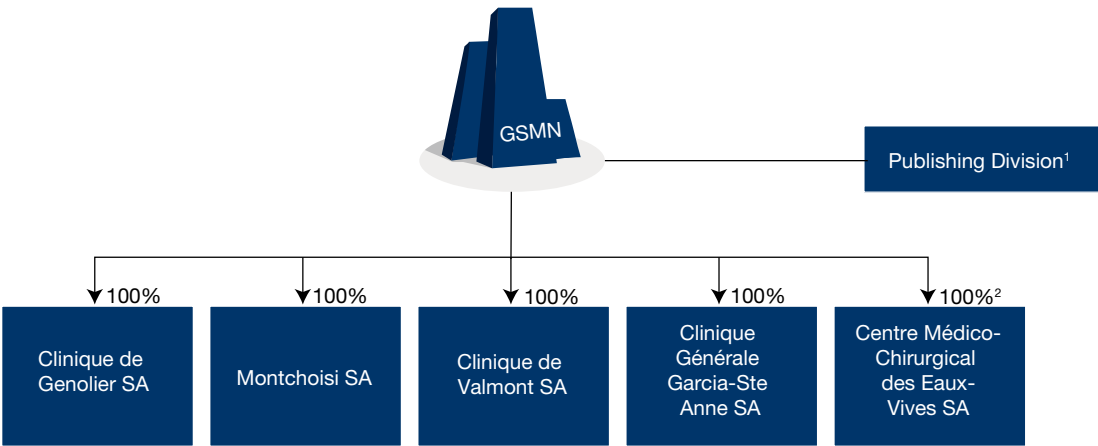 GSMN
Publishing Division¹
100%
100%
100%
100%
100%²
Clinique de
Genolier SA
Montchoisi SA
Clinique de
Valmont SA
Clinique
Générale
Garcia-Ste
Anne SA
Centre Médico-
Chirurgical
des Eaux-
Vives SA